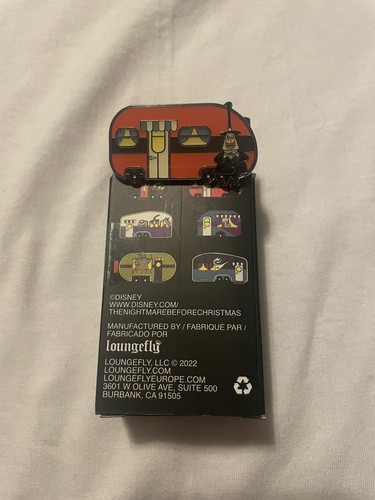 ©DISNEY
WWW.DISNEY.COM/
THENIGHTMAREBEFORECHRISTMAS
MANUFACTURED BY / FABRIQUÉ PAR /
FABRICADO POR
loungefly
LOUNGEFLY, LLC © 2022
LOUNGEFLY.COM
LOUNGEFLYEUROPE.COM
3601 W OLIVE AVE, SUITE 500
BURBANK, CA 91505